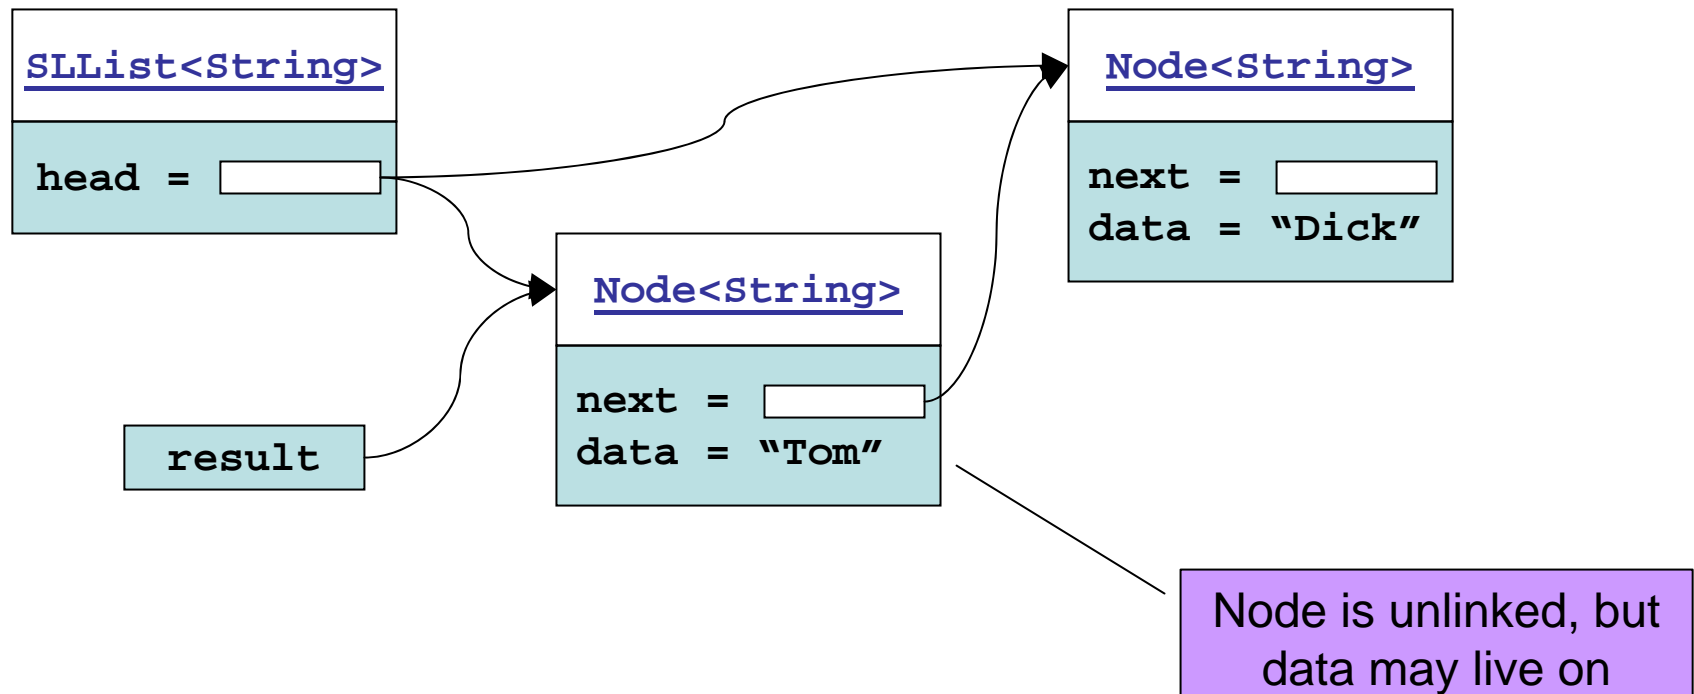 SLList<String>
head =
Node<String>
next =
data = “Dick”
Node<String>
next =
data = “Tom”
result
Node is unlinked, but
data may live on